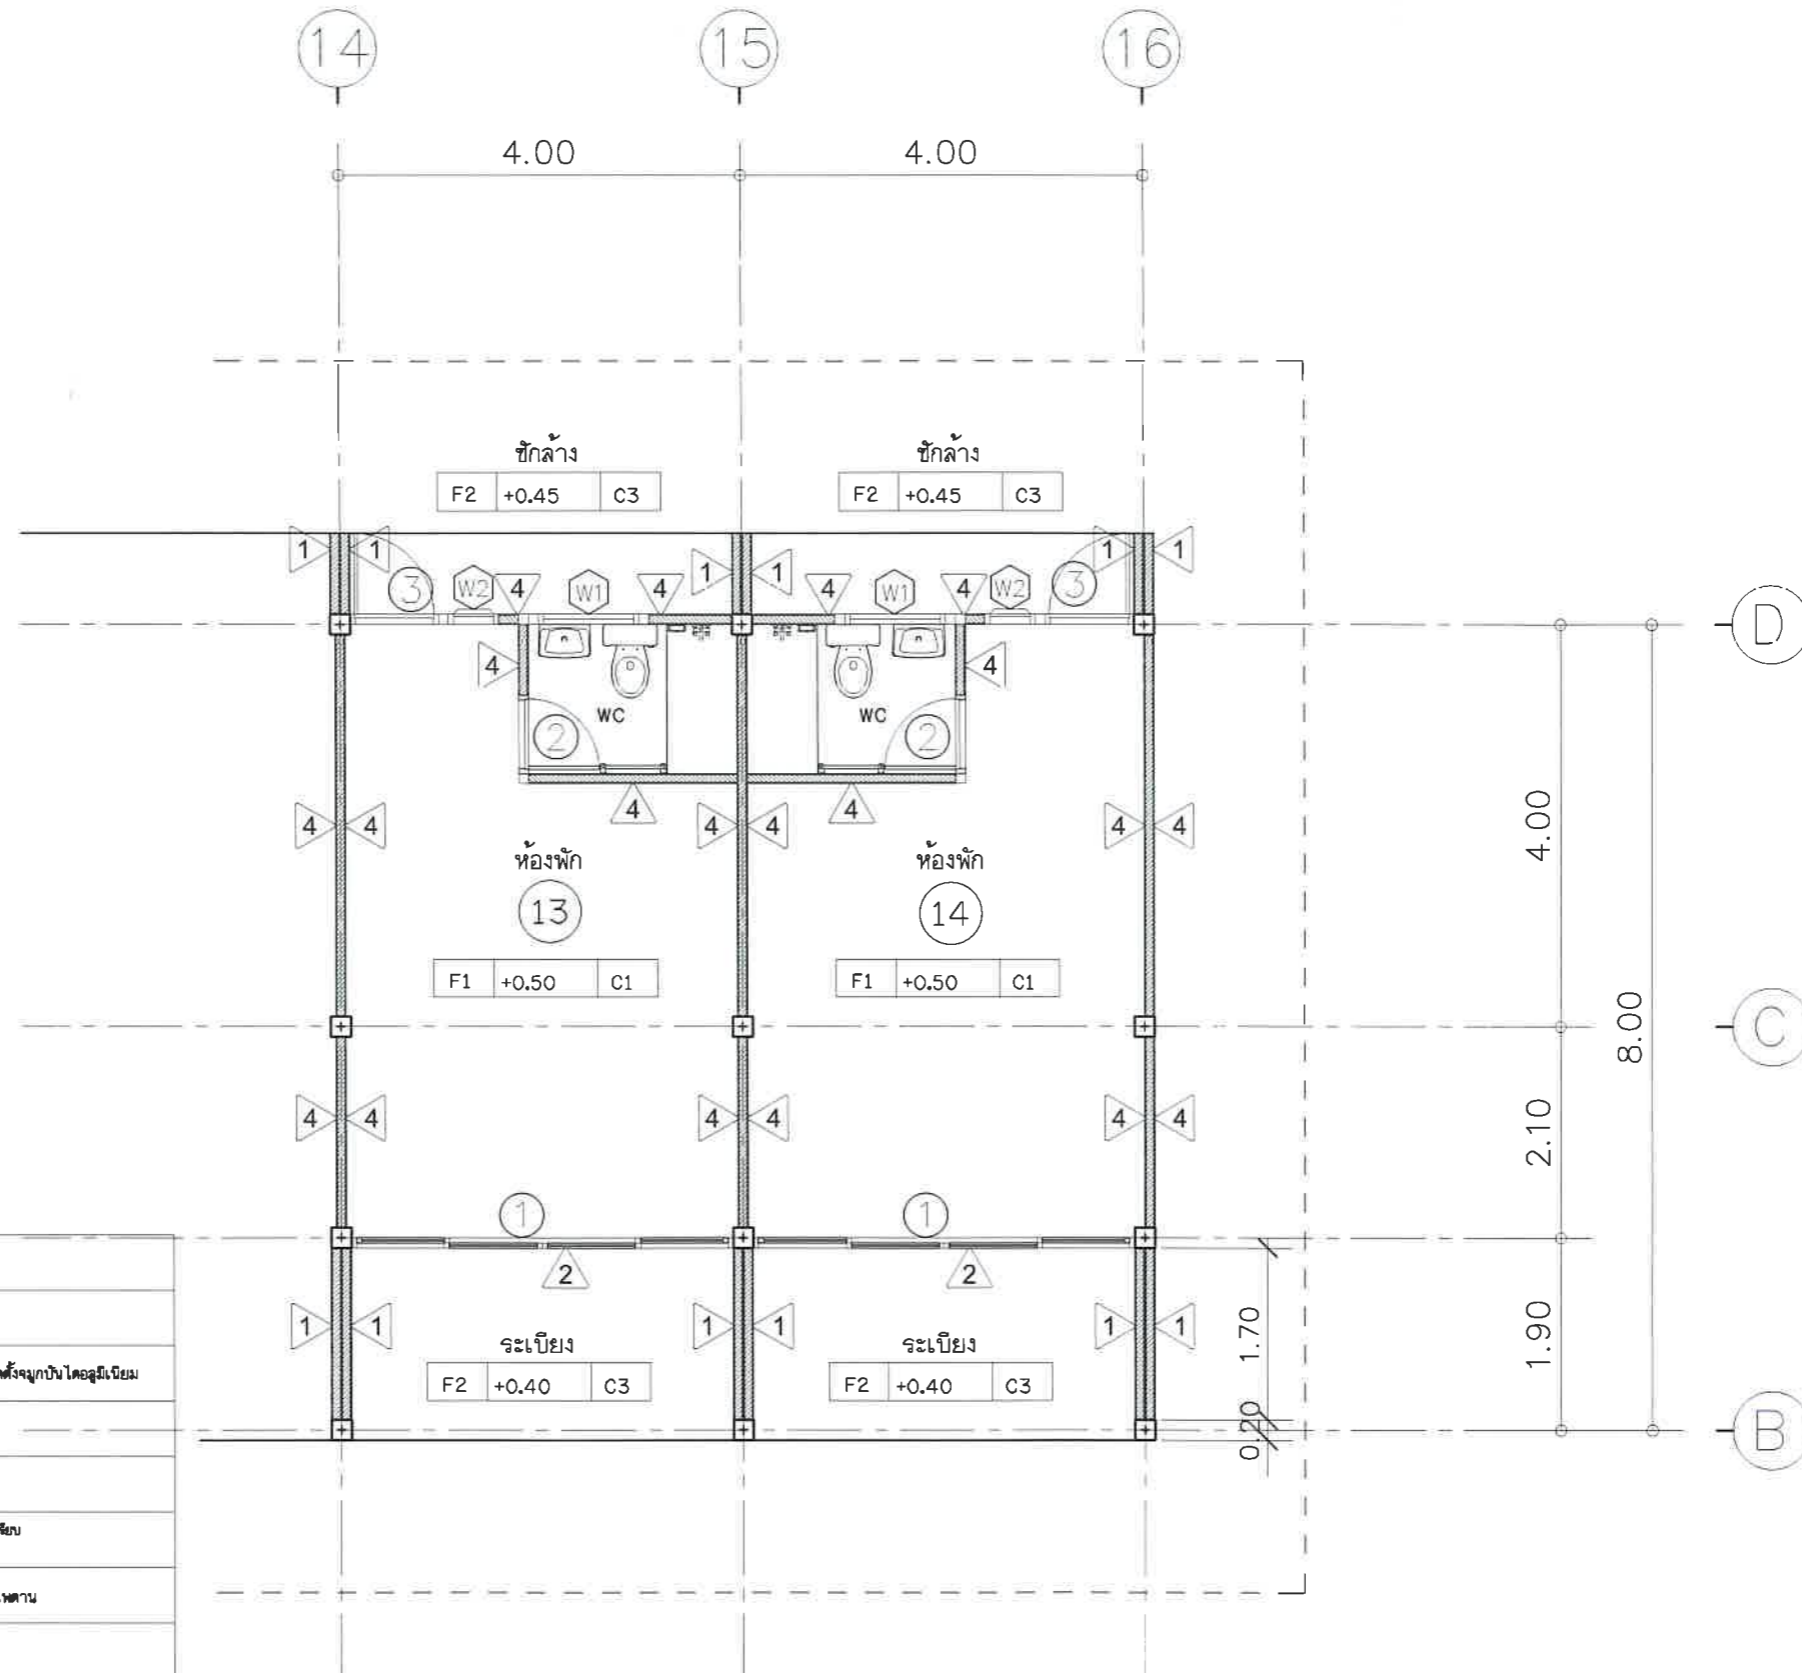 14 15 16
4.00 4.00
ซักล้าง ซักล้าง
F2 +0.45 C3 F2 +0.45 C3
1 1 1 1 1 1
3 W2 4 W1 4 4 W1 4 W2 3
D
4 4
WC WC
2 2
4 4
4 4 4 4 4 4
4.00
ห้องพัก ห้องพัก
13 14
F1 +0.50 C1 F1 +0.50 C1
8.00
C
4 4 4 4 4 4
2.10
1 1
2 2
1 1 1 1 1 1
ระเบียง ระเบียง
1.70
1.90
F2 +0.40 C3 F2 +0.40 C3
0.20
B